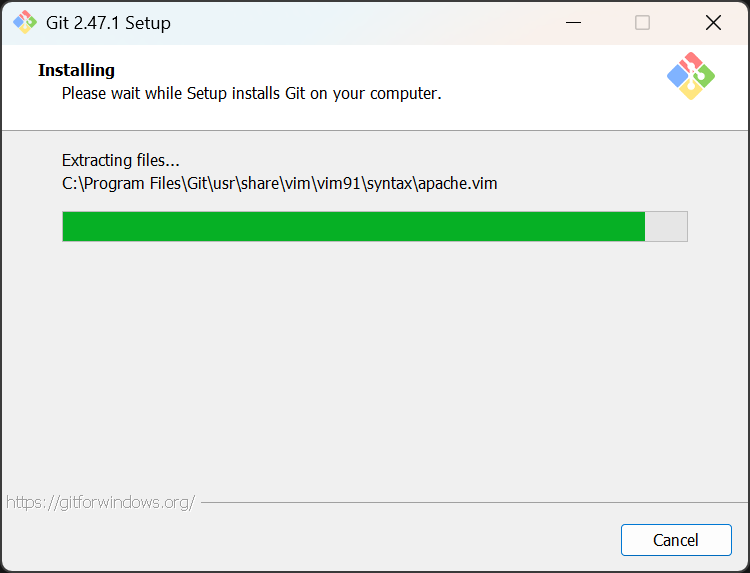 Git 2.47.1 Setup
Installing
Please wait while Setup installs Git on your computer.
Extracting files...
C:\Program Files\Git\usr\share\vim\vim91\syntax\apache.vim
https://gitforwindows.org/
Cancel